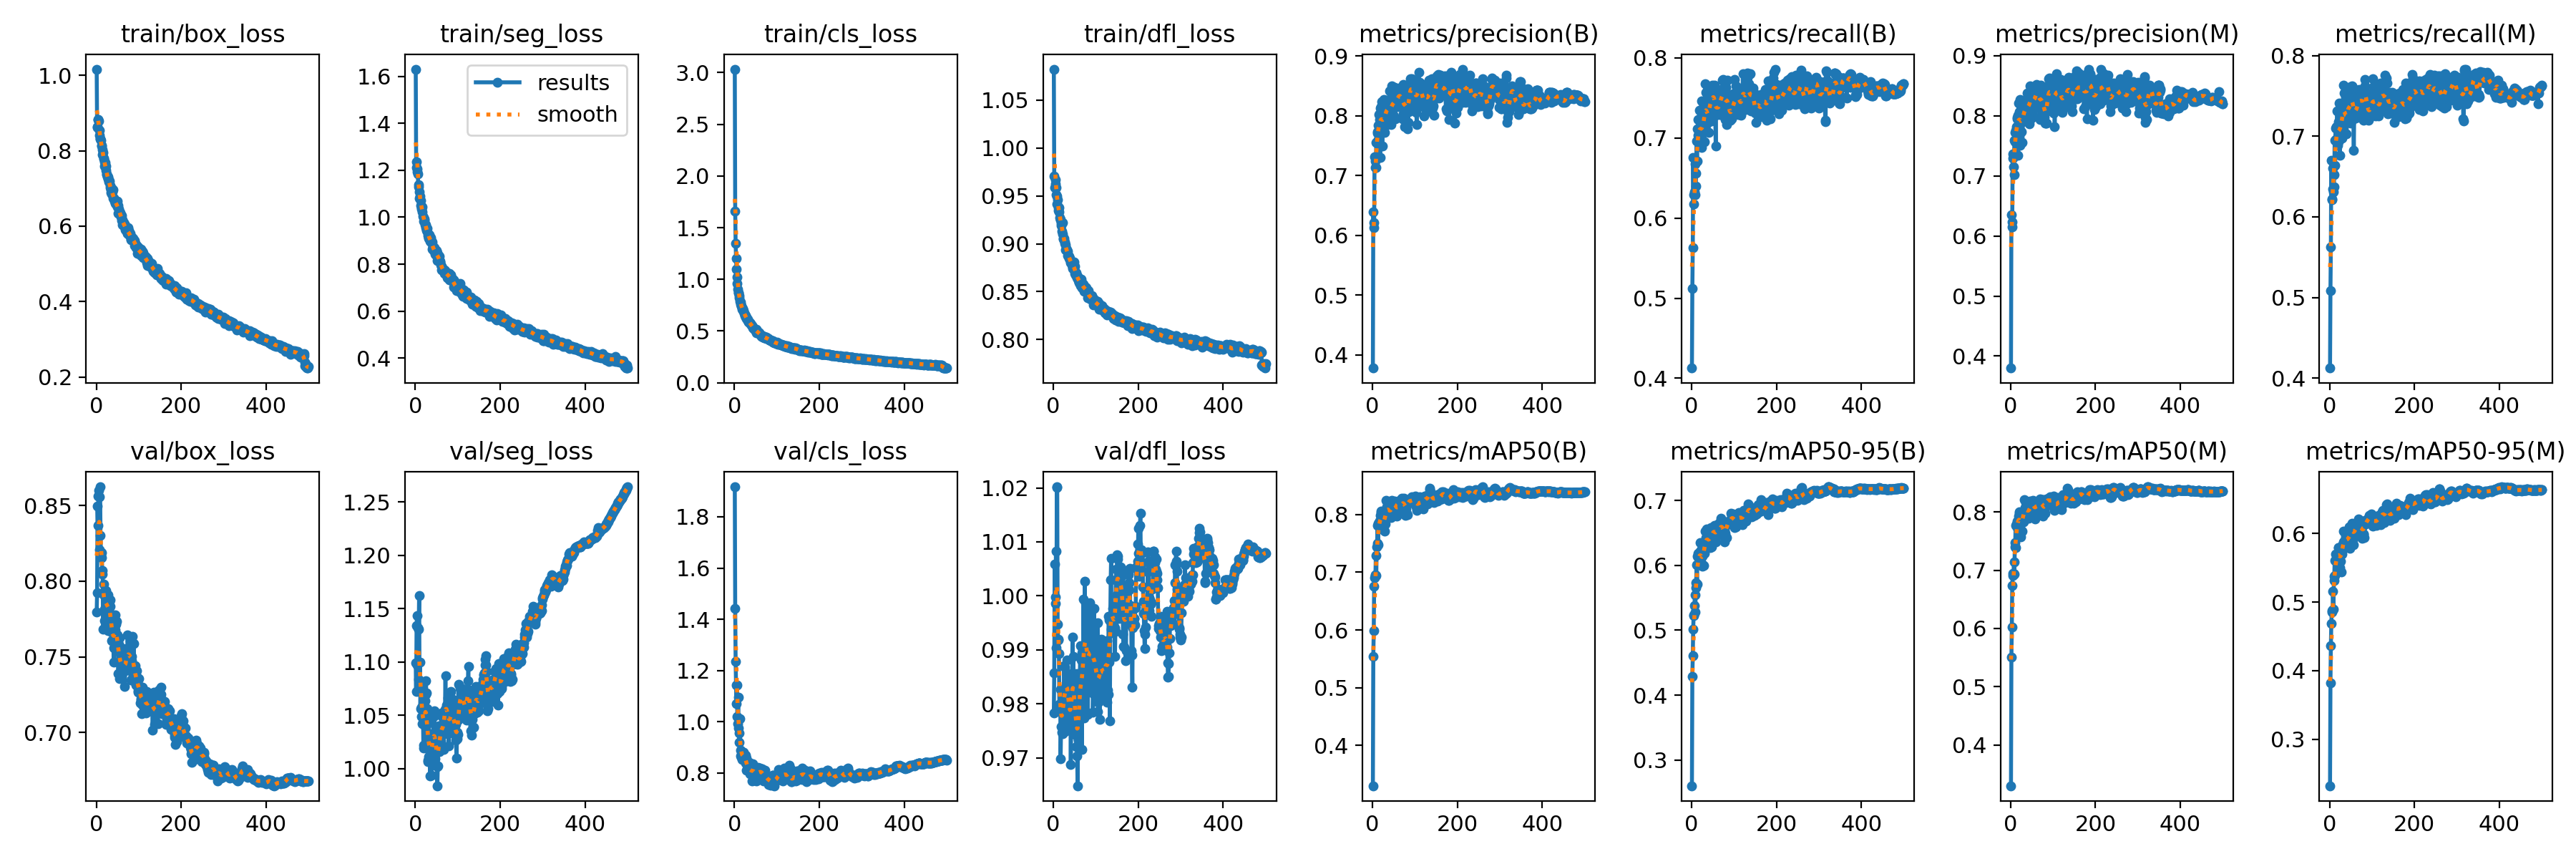 train/box_loss
train/seg_loss
train/cls_loss
train/dfl_loss
metrics/precision(B)
metrics/recall(B)
metrics/precision(M)
metrics/recall(M)
1.0
0.8
0.6
0.4
0.2
0 200 400
1.6
1.4
1.2
1.0
0.8
0.6
0.4
results
smooth
0 200 400
3.0
2.5
2.0
1.5
1.0
0.5
0.0
0 200 400
1.05
1.00
0.95
0.90
0.85
0.80
0 200 400
0.9
0.8
0.7
0.6
0.5
0.4
0 200 400
0.8
0.7
0.6
0.5
0.4
0 200 400
0.9
0.8
0.7
0.6
0.5
0.4
0 200 400
0.8
0.7
0.6
0.5
0.4
0 200 400
val/box_loss
val/seg_loss
val/cls_loss
val/dfl_loss
metrics/mAP50(B)
metrics/mAP50-95(B)
metrics/mAP50(M)
metrics/mAP50-95(M)
0.85
0.80
0.75
0.70
0 200 400
1.25
1.20
1.15
1.10
1.05
1.00
0 200 400
1.8
1.6
1.4
1.2
1.0
0.8
0 200 400
1.02
1.01
1.00
0.99
0.98
0.97
0 200 400
0.8
0.7
0.6
0.5
0.4
0 200 400
0.7
0.6
0.5
0.4
0.3
0 200 400
0.8
0.7
0.6
0.5
0.4
0 200 400
0.6
0.5
0.4
0.3
0 200 400